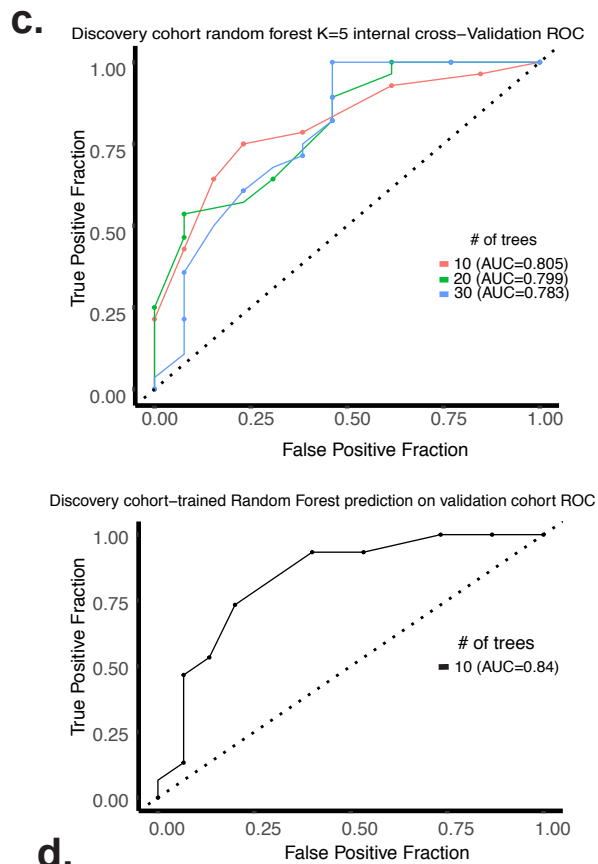 c.
Discovery cohort random forest K=5 internal cross−Validation ROC
1.00
0.75
0.50
0.25
0.00
True Positive Fraction
# of trees
10 (AUC=0.805)
20 (AUC=0.799)
30 (AUC=0.783)
0.00 0.25 0.50 0.75 1.00
False Positive Fraction
Discovery cohort−trained Random Forest prediction on validation cohort ROC
1.00
0.75
0.50
0.25
0.00
True Positive Fraction
# of trees
10 (AUC=0.84)
0.00 0.25 0.50 0.75 1.00
False Positive Fraction
d.